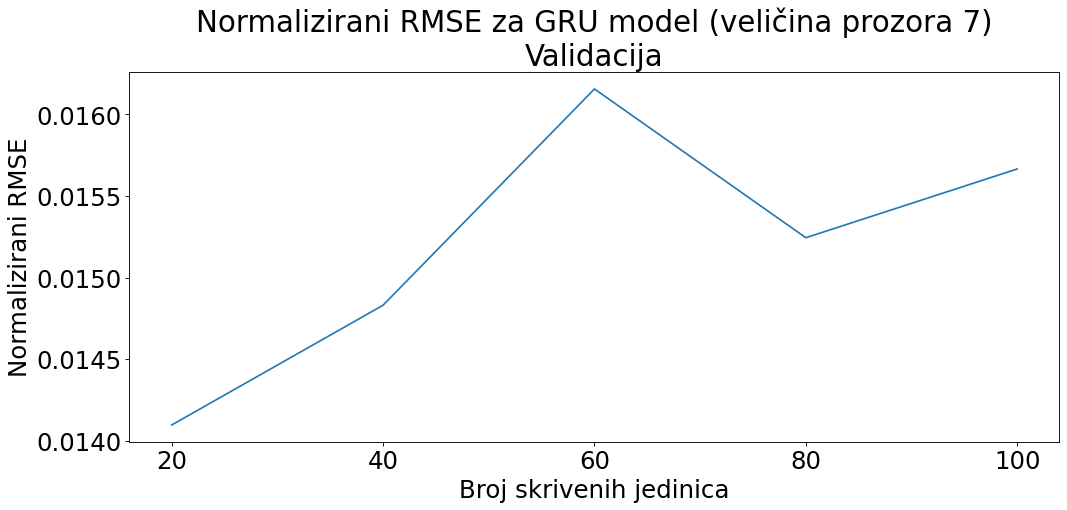 Normalizirani RMSE za GRU model (veličina prozora 7)
Validacija
Normalizirani RMSE
0.0160
0.0155
0.0150
0.0145
0.0140
20 40 60 80 100
Broj skrivenih jedinica